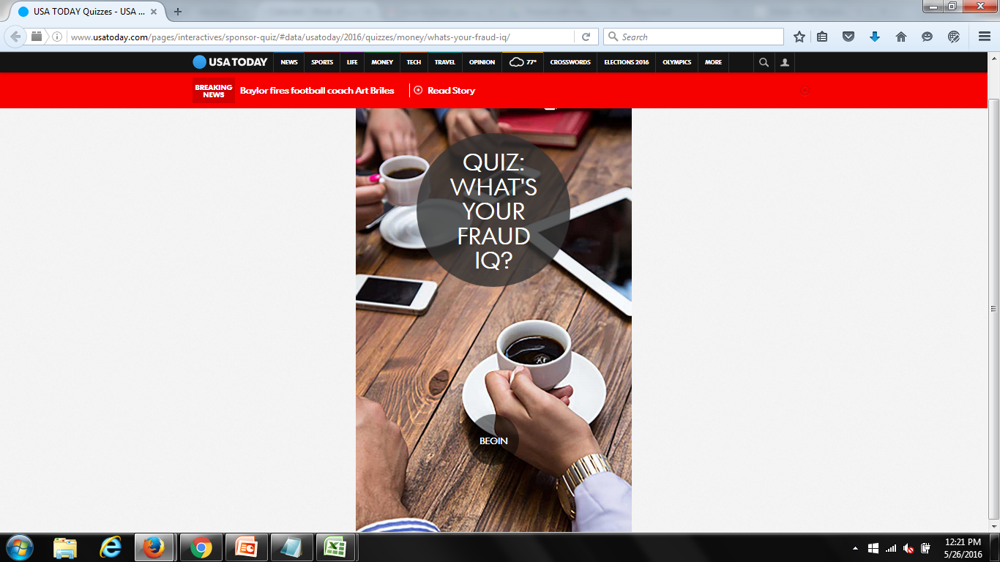 USA TODAY Quizzes - USA ...
www.usatoday.com/pages/interactives/sponsor-quiz/#data/usatoday/2016/quizzes/money/whats-your-fraud-iq/
Search
USA TODAY
NEWS SPORTS LIFE MONEY TECH TRAVEL OPINION 77° CROSSWORDS ELECTIONS 2016 OLYMPICS MORE
BREAKING
NEWS
Baylor fires football coach Art Briles
Read Story
QUIZ:
WHAT'S
YOUR
FRAUD
IQ?
BEGIN
12:21 PM
5/26/2016